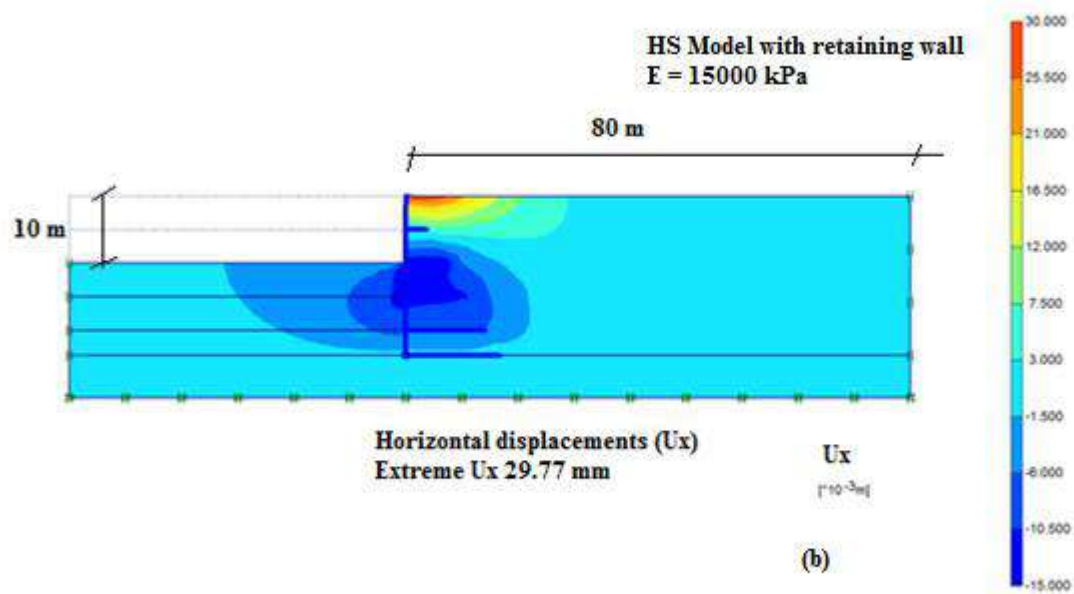 HS Model with retaining wall
E = 15000 kPa
80 m
10 m
Horizontal displacements (Ux)
Extreme Ux 29.77 mm
Ux
[*10⁻³m]
(b)
30.000
25.500
21.000
16.500
12.000
7.500
3.000
-1.500
-6.000
-10.500
-15.000